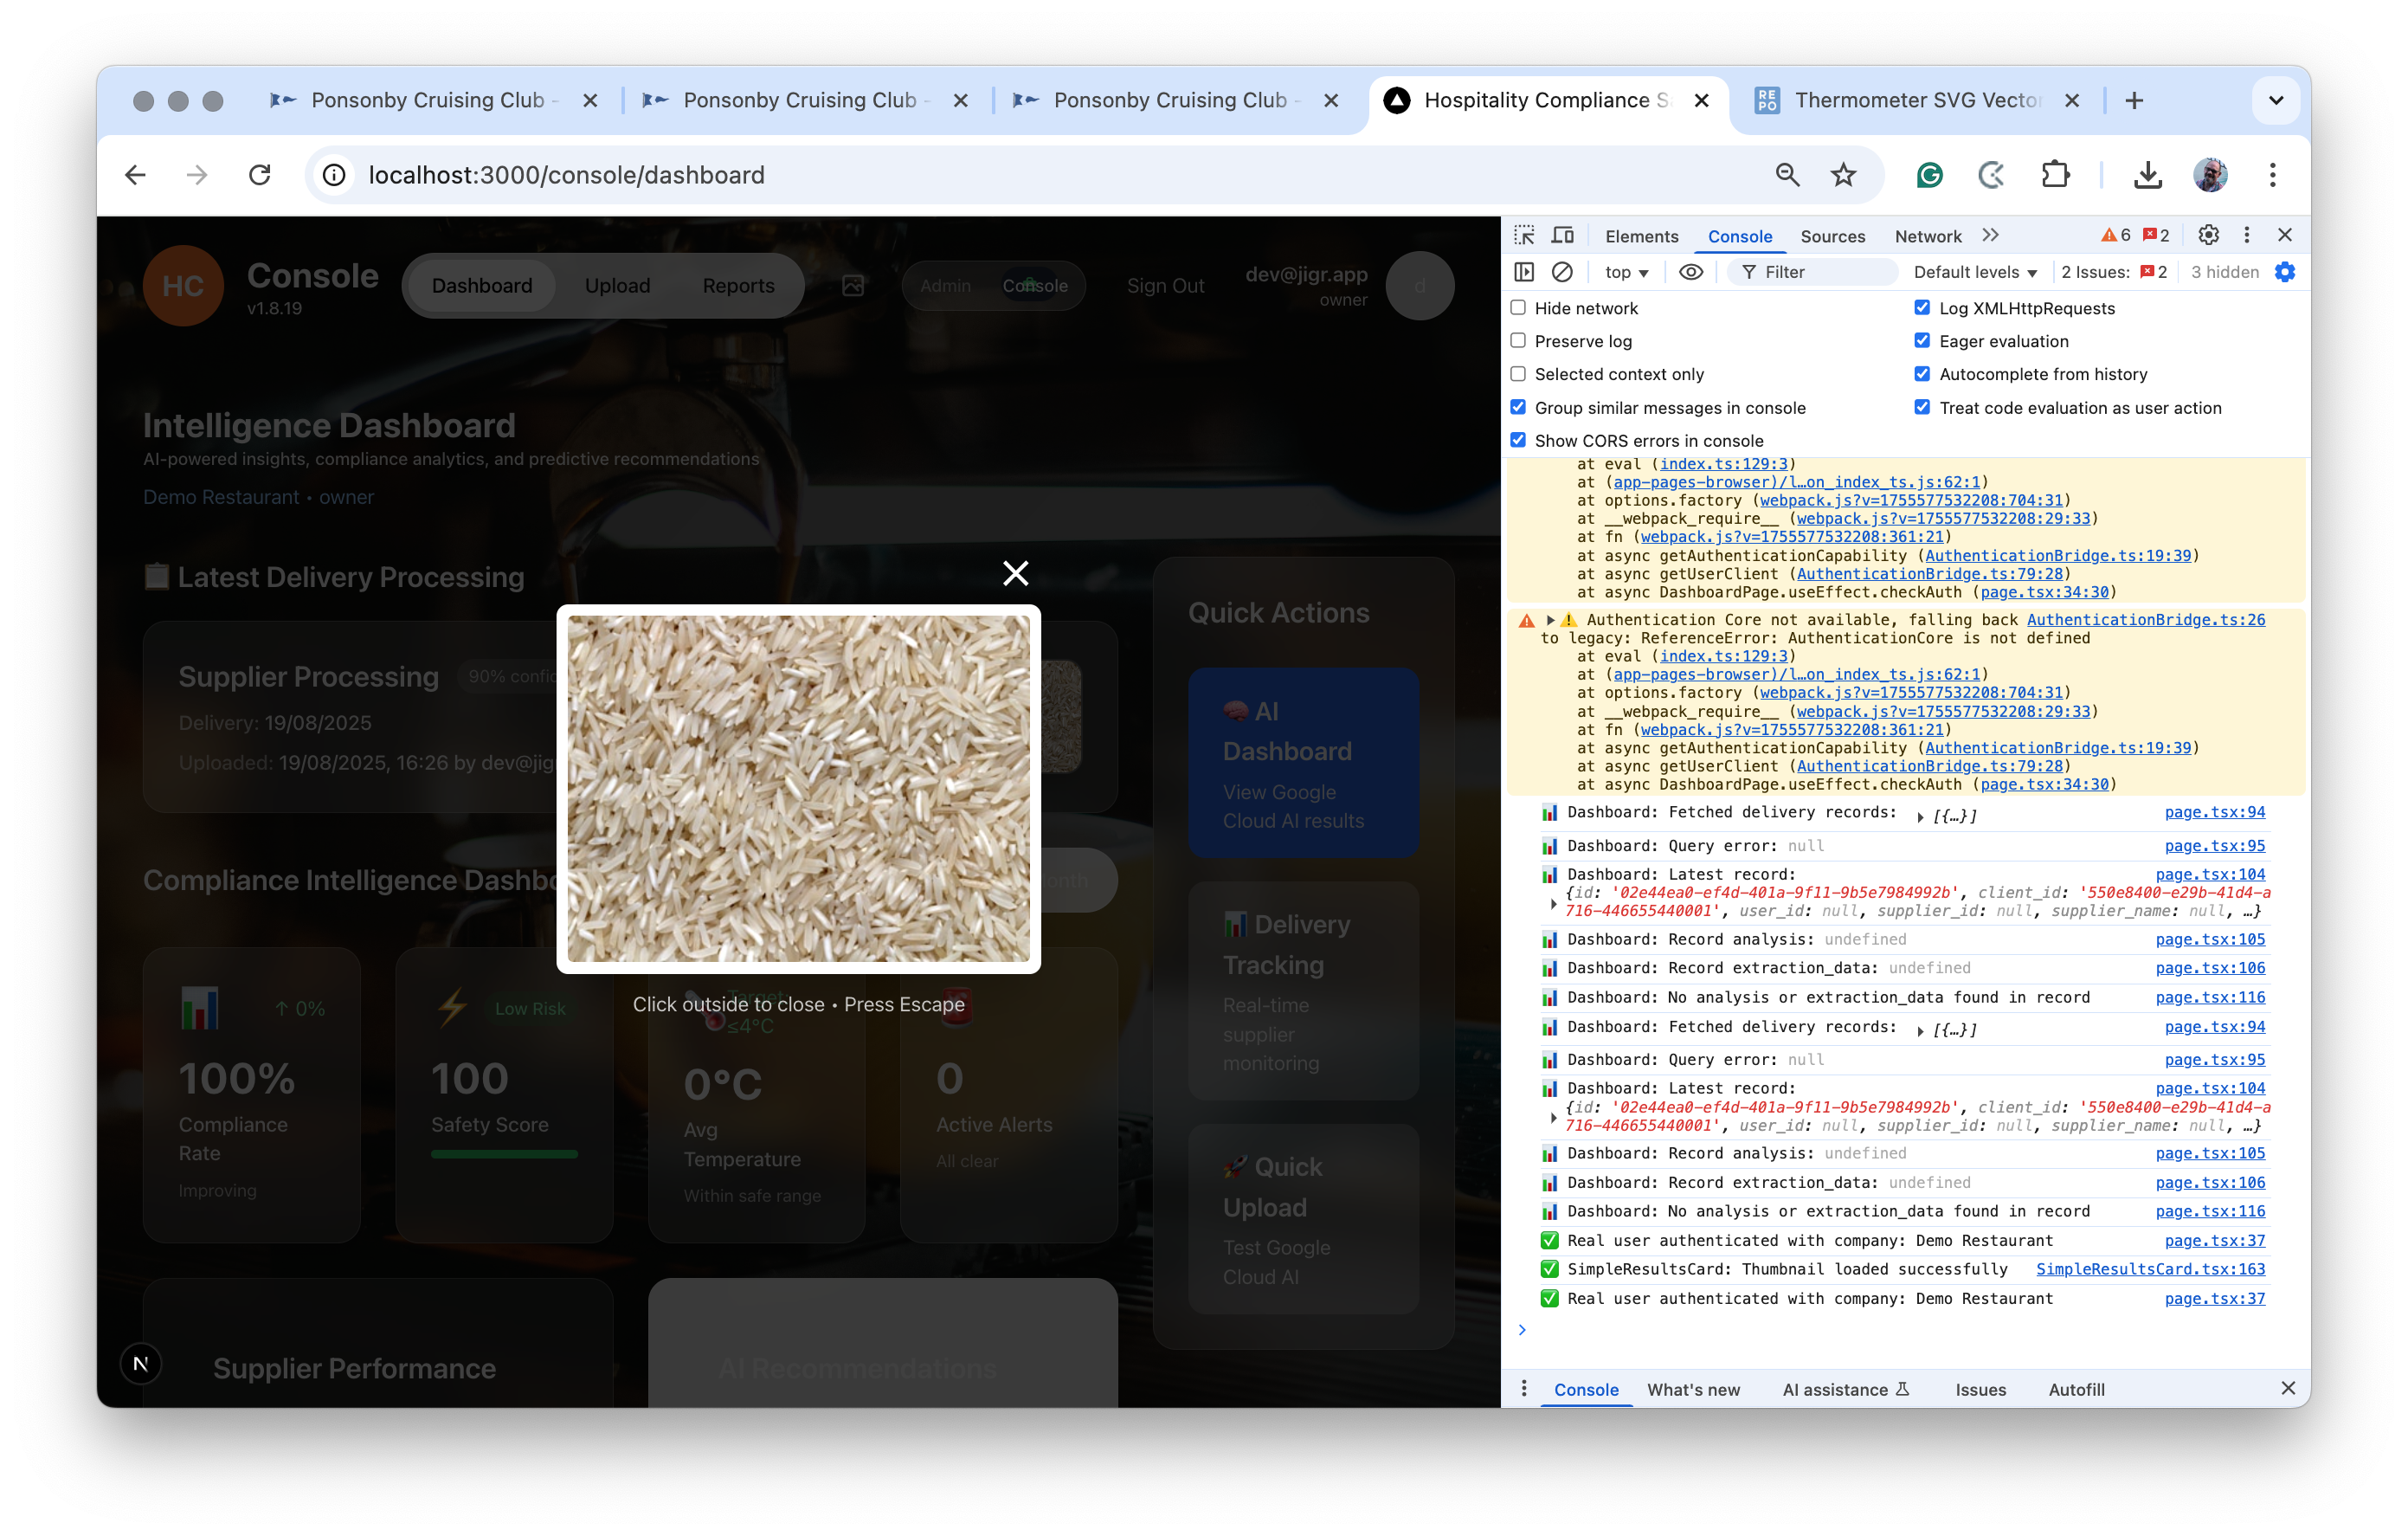 Ponsonby Cruising Club -
Ponsonby Cruising Club -
Ponsonby Cruising Club -
Hospitality Compliance S
REPO
Thermometer SVG Vector
localhost:3000/console/dashboard
HC
Console
v1.8.19
Dashboard
Upload
Reports
Admin
Console
Sign Out
dev@jigr.app
owner
d
Intelligence Dashboard
AI-powered insights, compliance analytics, and predictive recommendations
Demo Restaurant • owner
📋 Latest Delivery Processing
Supplier Processing
90% confid
Delivery: 19/08/2025
Uploaded: 19/08/2025, 16:26 by dev@jig
Click outside to close • Press Escape
Compliance Intelligence Dashbo
onth
↑ 0%
100%
Compliance
Rate
Improving
Low Risk
100
Safety Score
Target
≤4°C
0°C
Avg
Temperature
Within safe range
0
Active Alerts
All clear
Supplier Performance
AI Recommendations
Quick Actions
🧠 AI
Dashboard
View Google
Cloud AI results
📊 Delivery
Tracking
Real-time
supplier
monitoring
🚀 Quick
Upload
Test Google
Cloud AI
N
Elements
Console
Sources
Network
6
2
top
Filter
Default levels
2 Issues:
2
3 hidden
Hide network
Log XMLHttpRequests
Preserve log
Eager evaluation
Selected context only
Autocomplete from history
Group similar messages in console
Treat code evaluation as user action
Show CORS errors in console
at eval (index.ts:129:3)
at (app-pages-browser)/l…on_index_ts.js:62:1)
at options.factory (webpack.js?v=1755577532208:704:31)
at __webpack_require__ (webpack.js?v=1755577532208:29:33)
at fn (webpack.js?v=1755577532208:361:21)
at async getAuthenticationCapability (AuthenticationBridge.ts:19:39)
at async getUserClient (AuthenticationBridge.ts:79:28)
at async DashboardPage.useEffect.checkAuth (page.tsx:34:30)
⚠️ Authentication Core not available, falling back AuthenticationBridge.ts:26
to legacy: ReferenceError: AuthenticationCore is not defined
at eval (index.ts:129:3)
at (app-pages-browser)/l…on_index_ts.js:62:1)
at options.factory (webpack.js?v=1755577532208:704:31)
at __webpack_require__ (webpack.js?v=1755577532208:29:33)
at fn (webpack.js?v=1755577532208:361:21)
at async getAuthenticationCapability (AuthenticationBridge.ts:19:39)
at async getUserClient (AuthenticationBridge.ts:79:28)
at async DashboardPage.useEffect.checkAuth (page.tsx:34:30)
📊 Dashboard: Fetched delivery records: ▶ [{…}] page.tsx:94
📊 Dashboard: Query error: null page.tsx:95
📊 Dashboard: Latest record: page.tsx:104
{id: '02e44ea0-ef4d-401a-9f11-9b5e7984992b', client_id: '550e8400-e29b-41d4-a
716-446655440001', user_id: null, supplier_id: null, supplier_name: null, …}
📊 Dashboard: Record analysis: undefined page.tsx:105
📊 Dashboard: Record extraction_data: undefined page.tsx:106
📊 Dashboard: No analysis or extraction_data found in record page.tsx:116
📊 Dashboard: Fetched delivery records: ▶ [{…}] page.tsx:94
📊 Dashboard: Query error: null page.tsx:95
📊 Dashboard: Latest record: page.tsx:104
{id: '02e44ea0-ef4d-401a-9f11-9b5e7984992b', client_id: '550e8400-e29b-41d4-a
716-446655440001', user_id: null, supplier_id: null, supplier_name: null, …}
📊 Dashboard: Record analysis: undefined page.tsx:105
📊 Dashboard: Record extraction_data: undefined page.tsx:106
📊 Dashboard: No analysis or extraction_data found in record page.tsx:116
✅ Real user authenticated with company: Demo Restaurant page.tsx:37
✅ SimpleResultsCard: Thumbnail loaded successfully SimpleResultsCard.tsx:163
✅ Real user authenticated with company: Demo Restaurant page.tsx:37
Console
What's new
AI assistance
Issues
Autofill